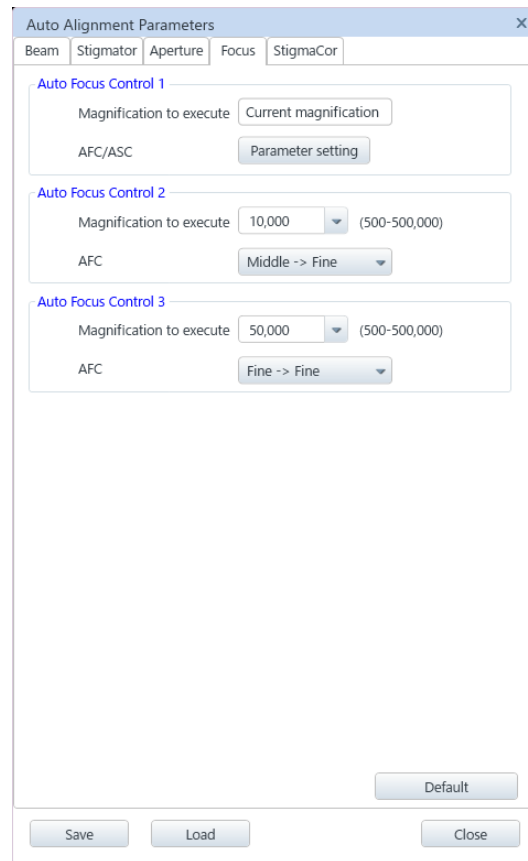 Auto Alignment Parameters x
Beam Stigmator Aperture Focus StigmaCor
Auto Focus Control 1
Magnification to execute Current magnification
AFC/ASC Parameter setting
Auto Focus Control 2
Magnification to execute 10,000 (500-500,000)
AFC Middle -> Fine
Auto Focus Control 3
Magnification to execute 50,000 (500-500,000)
AFC Fine -> Fine
Default
Save Load Close